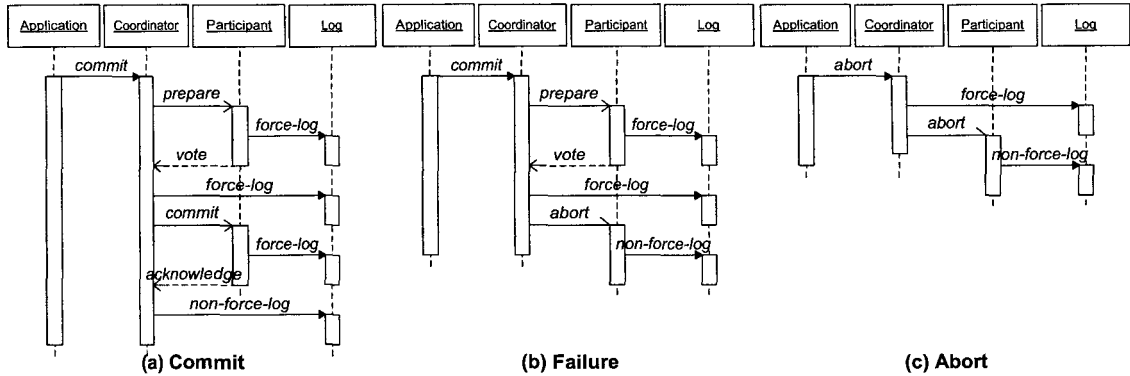 Application Coordinator Participant Log
commit
prepare
force-log
vote
force-log
commit
force-log
acknowledge
non-force-log
(a) Commit
Application Coordinator Participant Log
commit
prepare
force-log
vote
force-log
abort
non-force-log
(b) Failure
Application Coordinator Participant Log
abort
force-log
abort
non-force-log
(c) Abort